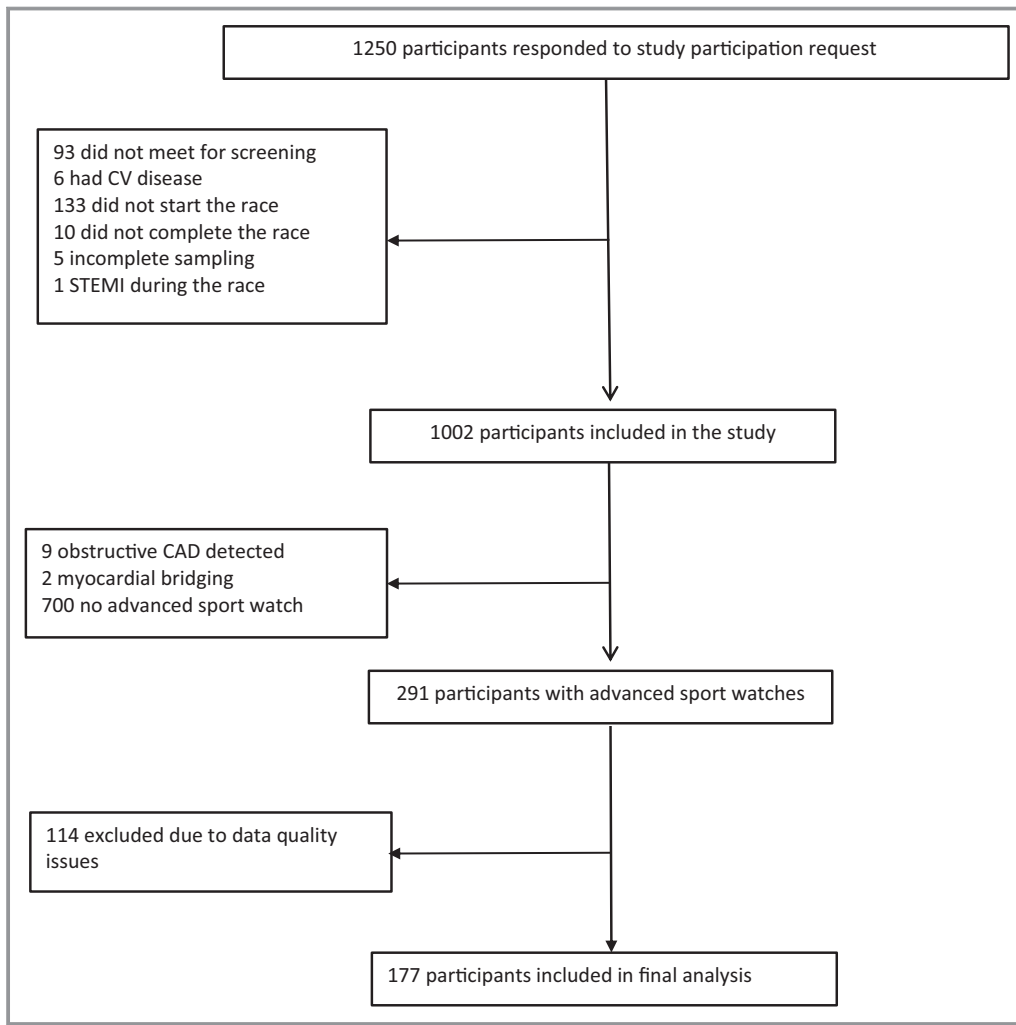 1250 participants responded to study participation request
93 did not meet for screening
6 had CV disease
133 did not start the race
10 did not complete the race
5 incomplete sampling
1 STEMI during the race
1002 participants included in the study
9 obstructive CAD detected
2 myocardial bridging
700 no advanced sport watch
291 participants with advanced sport watches
114 excluded due to data quality
issues
177 participants included in final analysis